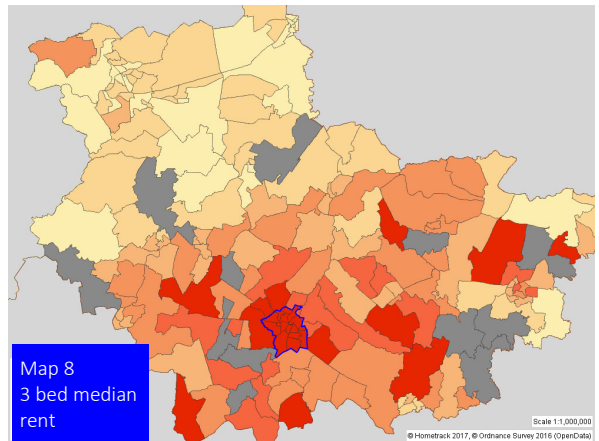 Map 8
3 bed median
rent
Scale 1:1,000,000
© Hometrack 2017, © Ordnance Survey 2016 (OpenData)